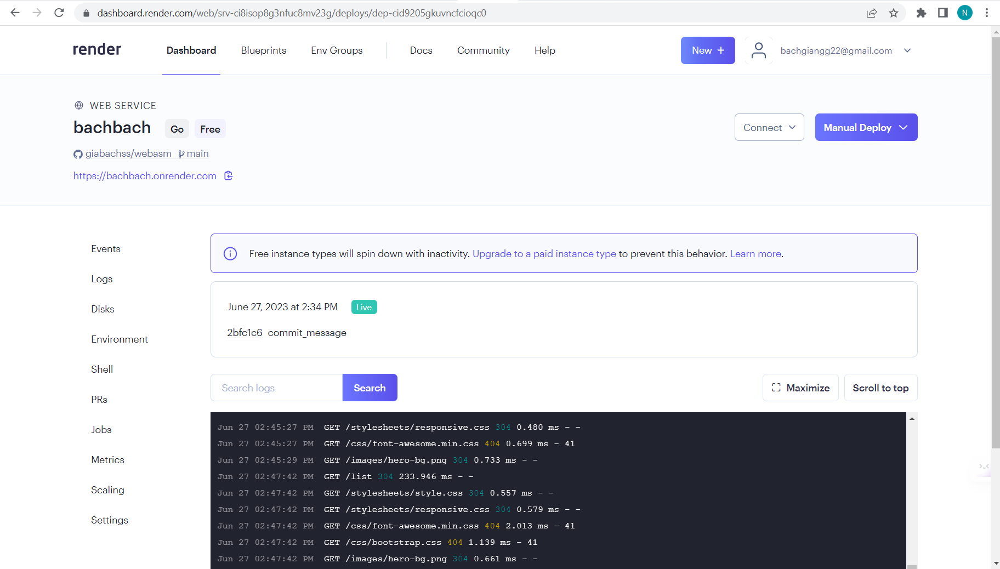 dashboard.render.com/web/srv-ci8isop8g3nfuc8mv23g/deploys/dep-cid9205gkuvncfcioqc0
N
render Dashboard Blueprints Env Groups Docs Community Help New + bachgiangg22@gmail.com
WEB SERVICE
bachbach Go Free
Connect Manual Deploy
giabachss/webasm main
https://bachbach.onrender.com
Events
Logs
Disks
Environment
Shell
PRs
Jobs
Metrics
Scaling
Settings
Free instance types will spin down with inactivity. Upgrade to a paid instance type to prevent this behavior. Learn more.
June 27, 2023 at 2:34 PM Live
2bfc1c6 commit_message
Search logs Search Maximize Scroll to top
Jun 27 02:45:27 PM GET /stylesheets/responsive.css 304 0.480 ms - -
Jun 27 02:45:27 PM GET /css/font-awesome.min.css 404 0.699 ms - 41
Jun 27 02:45:29 PM GET /images/hero-bg.png 304 0.733 ms - -
Jun 27 02:47:42 PM GET /list 304 233.946 ms - -
Jun 27 02:47:42 PM GET /stylesheets/style.css 304 0.557 ms - -
Jun 27 02:47:42 PM GET /stylesheets/responsive.css 304 0.579 ms - -
Jun 27 02:47:42 PM GET /css/font-awesome.min.css 404 2.013 ms - 41
Jun 27 02:47:42 PM GET /css/bootstrap.css 404 1.139 ms - 41
Jun 27 02:47:42 PM GET /images/hero-bg.png 304 0.661 ms - -